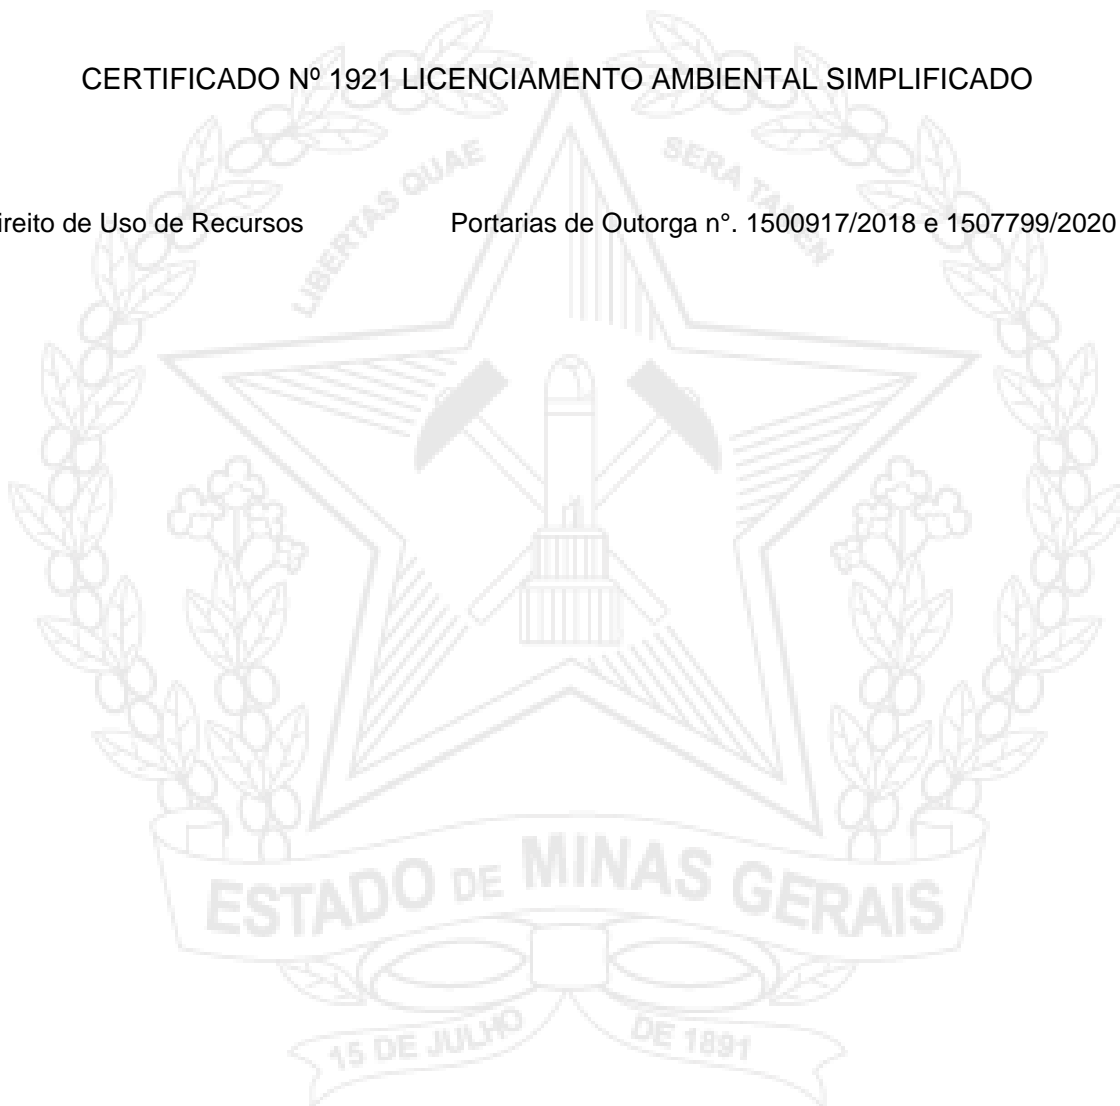 CERTIFICADO Nº 1921 LICENCIAMENTO AMBIENTAL SIMPLIFICADO
LIBERTAS QUAE SERA TAMEN
ireito de Uso de Recursos Portarias de Outorga n°. 1500917/2018 e 1507799/2020
ESTADO DE MINAS GERAIS
15 DE JULHO DE 1891